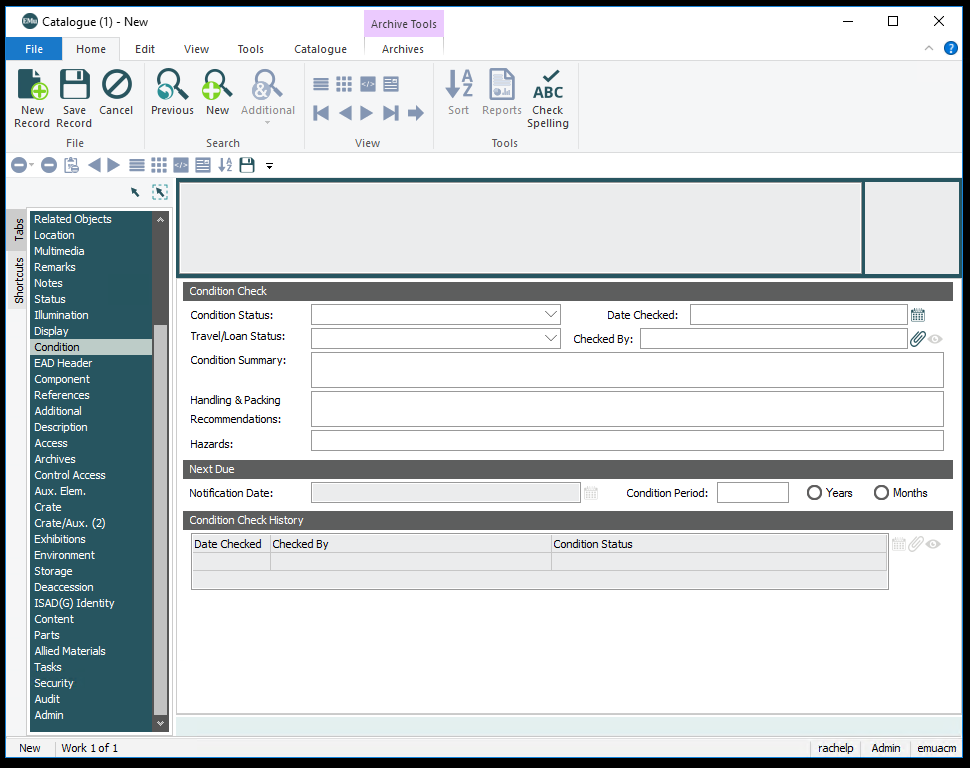 EMu Catalogue (1) - New
Archive Tools
File Home Edit View Tools Catalogue Archives
New Record
Save Record
Cancel
File
Previous
New
Additional
Search
View
Sort
Reports
ABC
Check Spelling
Tools
Tabs
Shortcuts
Related Objects
Location
Multimedia
Remarks
Notes
Status
Illumination
Display
Condition
EAD Header
Component
References
Additional
Description
Access
Archives
Control Access
Aux. Elem.
Crate
Crate/Aux. (2)
Exhibitions
Environment
Storage
Deaccession
ISAD(G) Identity
Content
Parts
Allied Materials
Tasks
Security
Audit
Admin
Condition Check
Condition Status: Date Checked:
Travel/Loan Status: Checked By:
Condition Summary:
Handling & Packing
Recommendations:
Hazards:
Next Due
Notification Date: Condition Period: Years Months
Condition Check History
Date Checked Checked By Condition Status
New Work 1 of 1 rachelp Admin emuacm